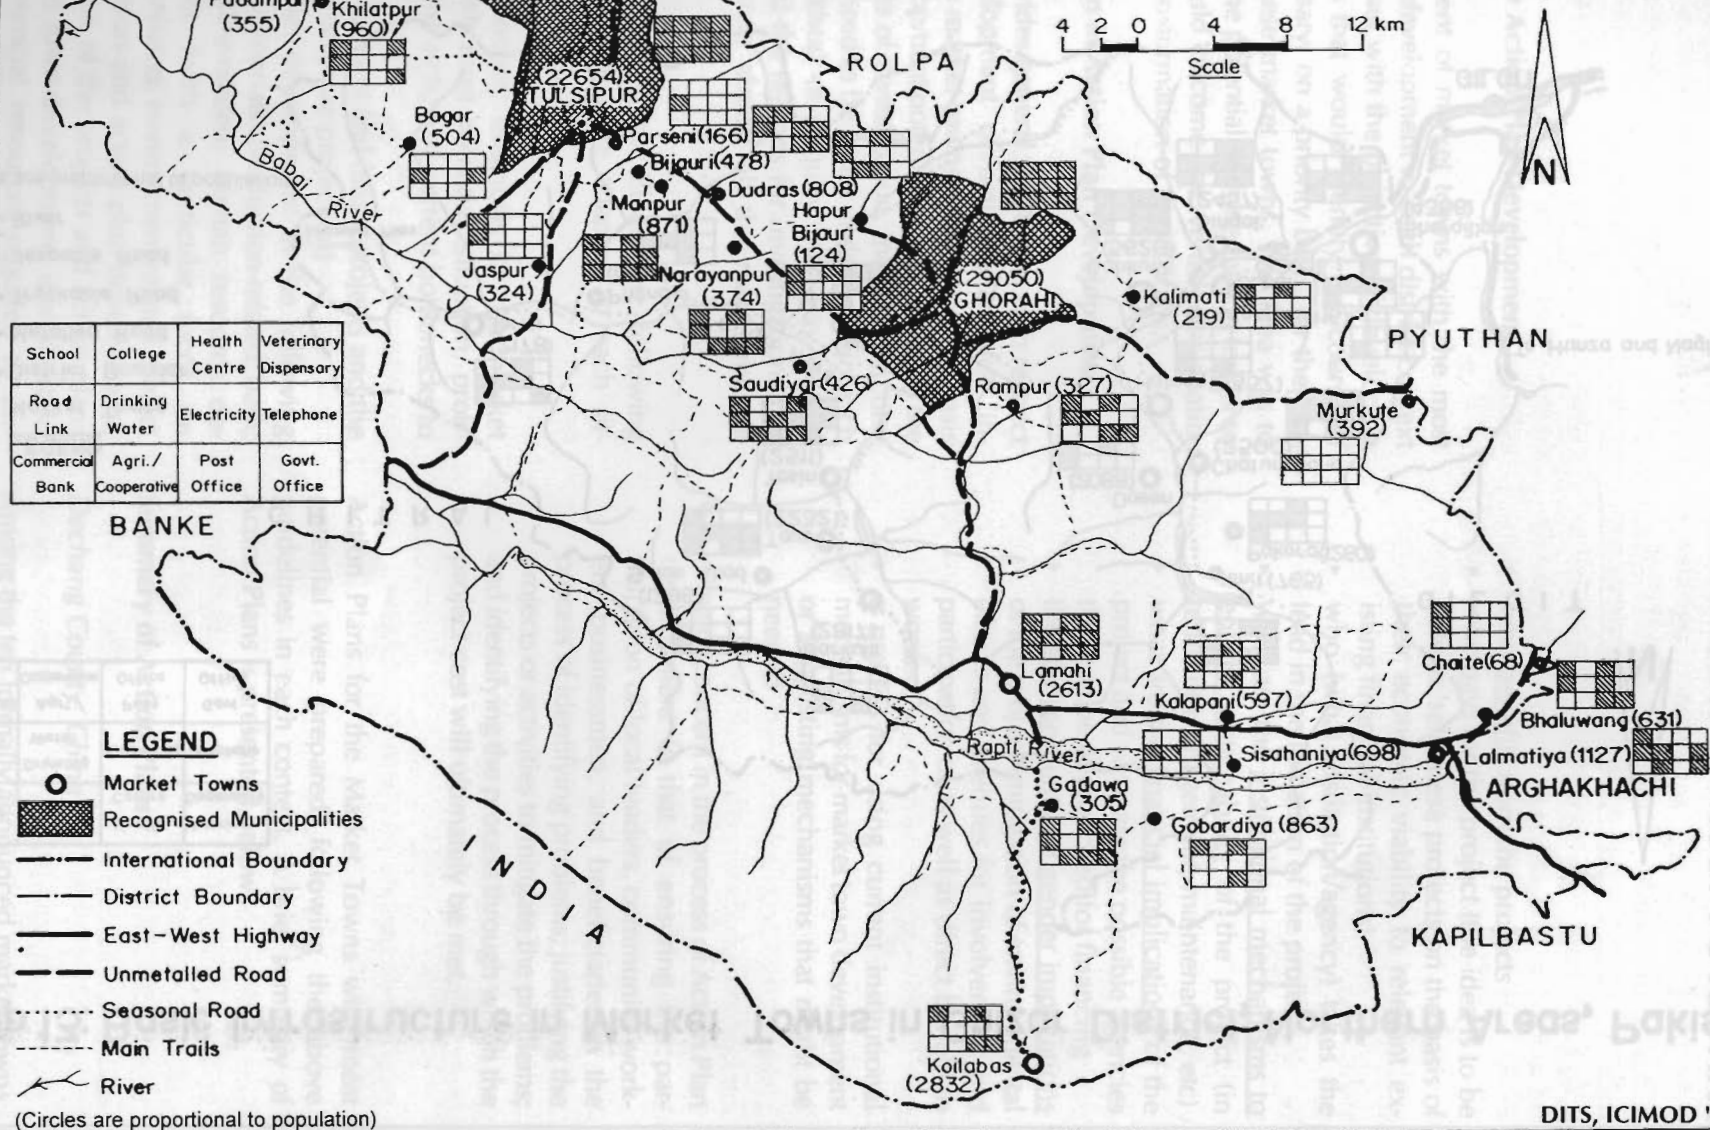 (355)
Khilatpur
(960)
4 2 0 4 8 12 km
Scale
ROLPA
N
(22654)
TULSIPUR
Bagar
(504)
Parseni(166)
Bijauri(478)
Babai
River
Manpur
(871)
Dudras(808)
Hapur
Bijauri
(124)
Jaspur
(324)
Narayanpur
(374)
(29050)
GHORAHI
Kalimati
(219)
PYUTHAN
School College Health Centre Veterinary Dispensary
Road Link Drinking Water Electricity Telephone
Commercial Bank Agri./ Cooperative Post Office Govt. Office
Saudiyar(426)
Rampur(327)
Murkute
(392)
BANKE
Lamahi
(2613)
Chaite(68)
Kalapani(597)
Bhaluwang(631)
Rapti River
Sisahaniya(698)
Lalmatiya(1127)
ARGHAKHACHI
Gadawa
(305)
Gobardiya(863)
INDIA
KAPILBASTU
Koilabas
(2832)
LEGEND
Market Towns
Recognised Municipalities
International Boundary
District Boundary
East-West Highway
Unmetalled Road
Seasonal Road
Main Trails
River
(Circles are proportional to population)
DITS, ICIMOD '